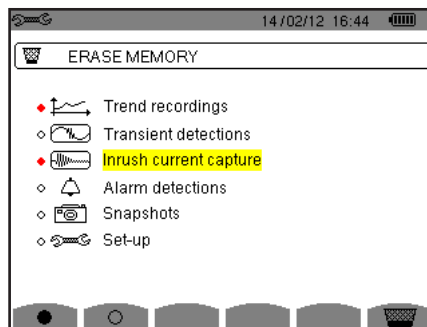 14/02/12 16:44
ERASE MEMORY
Trend recordings
Transient detections
Inrush current capture
Alarm detections
Snapshots
Set-up